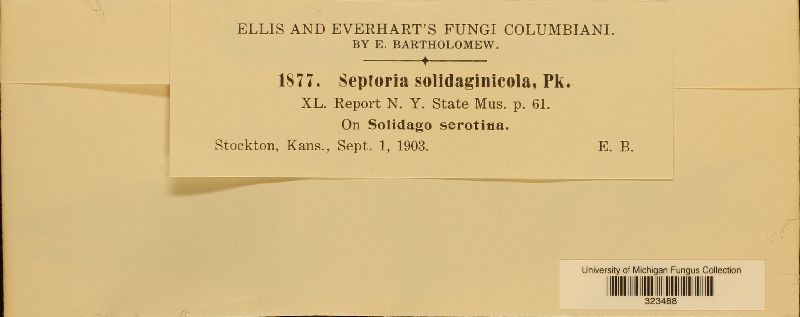 ELLIS AND EVERHART'S FUNGI COLUMBIANI.
BY E. BARTHOLOMEW.
1877. Septoria solidaginicola, Pk.
XL. Report N. Y. State Mus. p. 61.
On Solidago serotina.
Stockton, Kans., Sept. 1, 1903. E. B.
University of Michigan Fungus Collection
323488